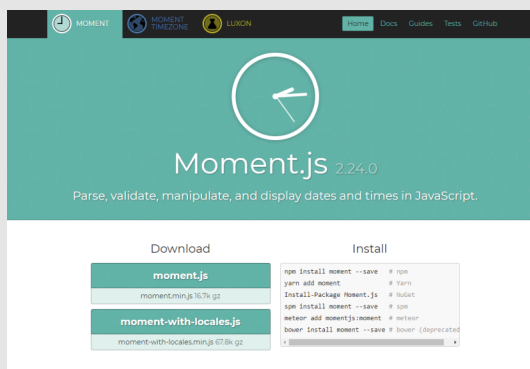 MOMENT
MOMENT TIMEZONE
LUXON
Home Docs Guides Tests GitHub
Moment.js 2.24.0
Parse, validate, manipulate, and display dates and times in JavaScript.
Download
moment.js
moment.min.js 16.7k gz
moment-with-locales.js
moment-with-locales.min.js 67.8k gz
Install
npm install moment --save # npm
yarn add moment # Yarn
Install-Package Moment.js # NuGet
spm install moment --save # spm
meteor add momentjs:moment # meteor
bower install moment --save # bower (deprecated